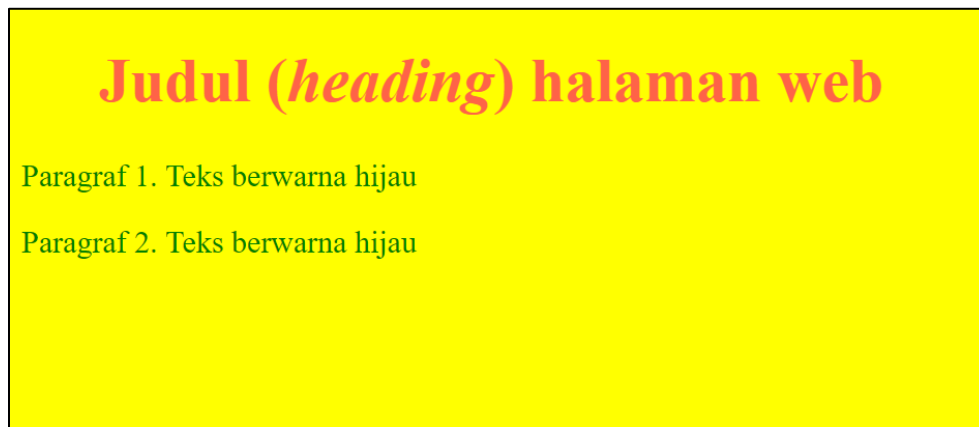 Judul (heading) halaman web
Paragraf 1. Teks berwarna hijau
Paragraf 2. Teks berwarna hijau